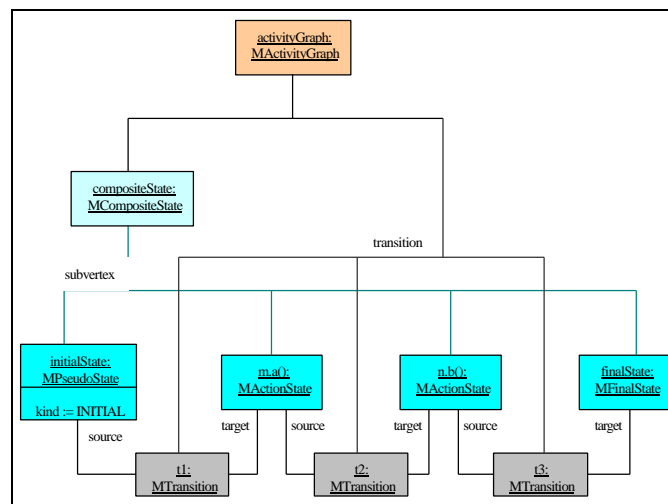 activityGraph:
MActivityGraph
compositeState:
MCompositeState
transition
subvertex
initialState:
MPseudoState
kind := INITIAL
m.a():
MActionState
n.b():
MActionState
finalState:
MFinalState
source
target
source
target
source
target
t1:
MTransition
t2:
MTransition
t3:
MTransition